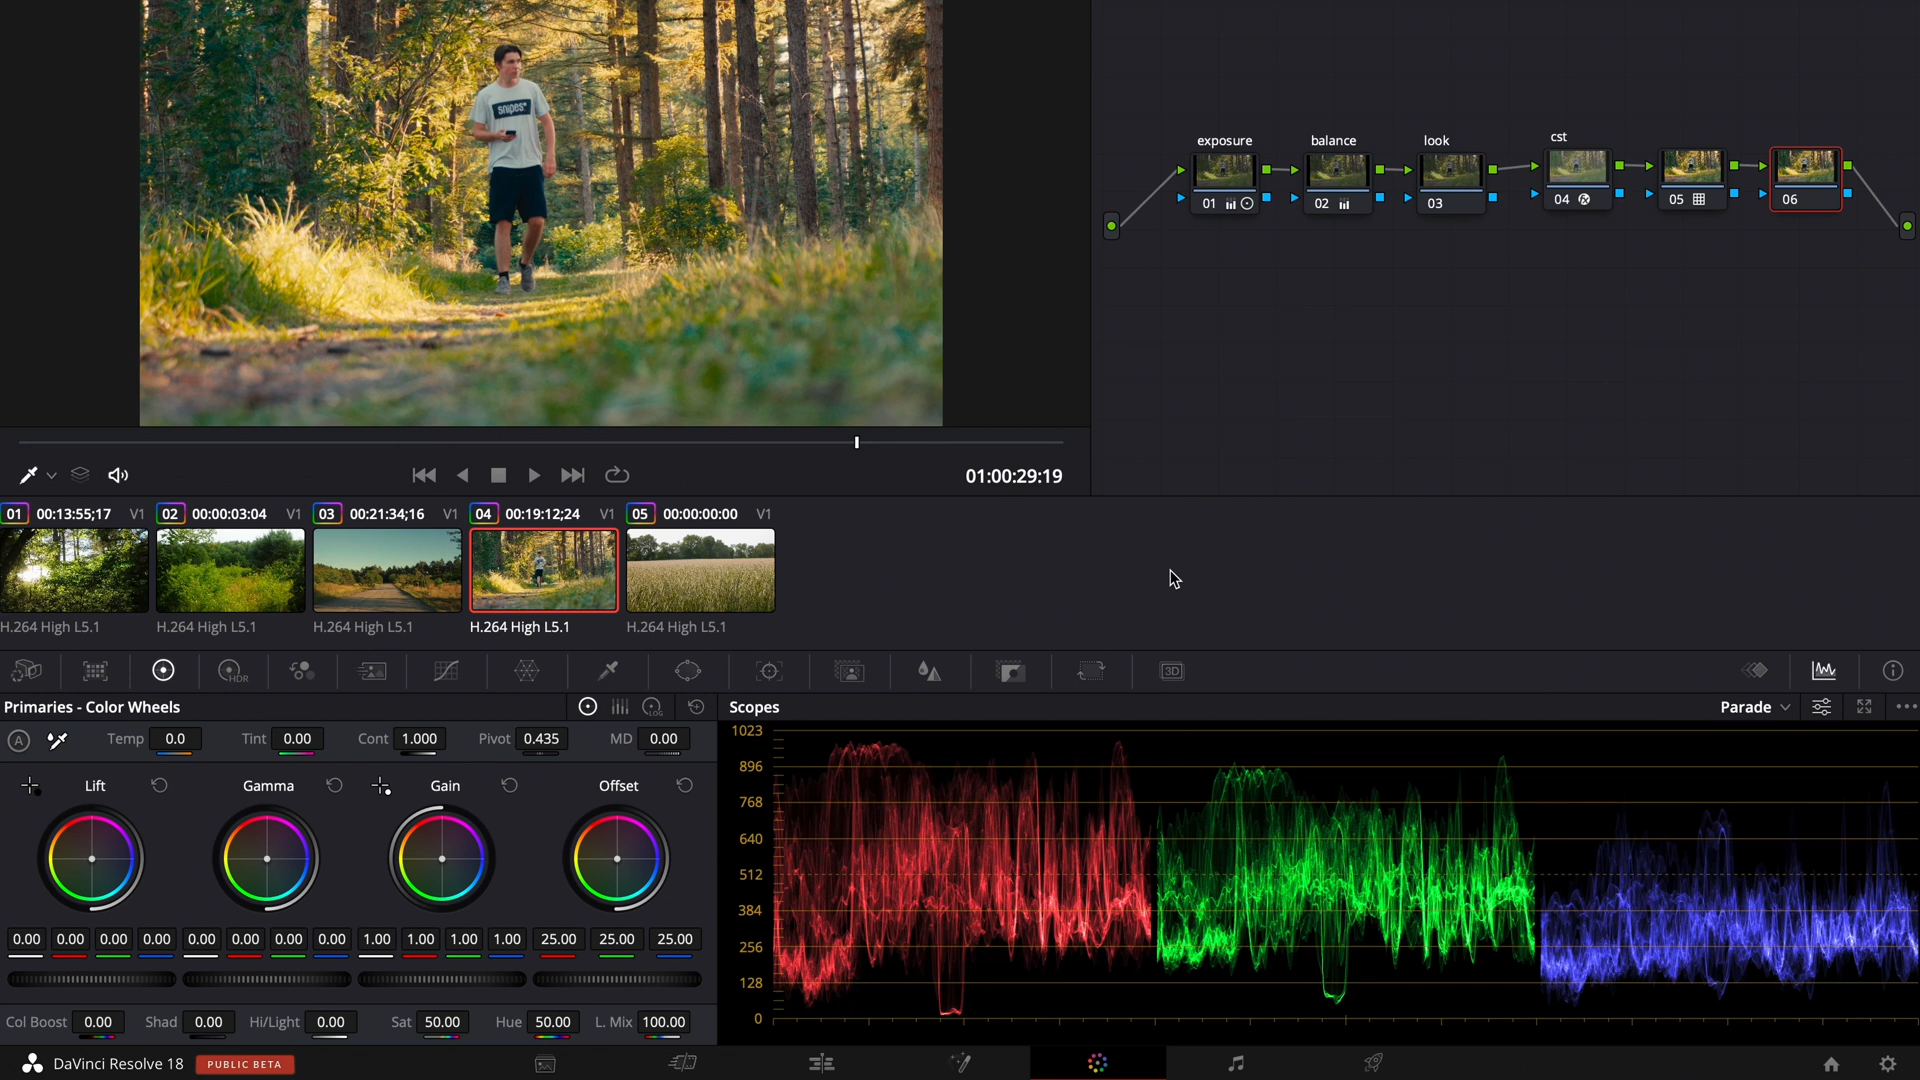 snipes
exposure
balance
look
cst
01
02
03
04
05
06
01:00:29:19
01 00:13:55;17 V1
02 00:00:03:04 V1
03 00:21:34;16 V1
04 00:19:12;24 V1
05 00:00:00:00 V1
H.264 High L5.1
H.264 High L5.1
H.264 High L5.1
H.264 High L5.1
H.264 High L5.1
HDR
3D
Primaries - Color Wheels
LOG
Scopes
Parade
A
Temp 0.0 Tint 0.00 Cont 1.000 Pivot 0.435 MD 0.00
Lift
Gamma
Gain
Offset
0.00 0.00 0.00 0.00 0.00 0.00 0.00 0.00 1.00 1.00 1.00 1.00 25.00 25.00 25.00
Col Boost 0.00 Shad 0.00 Hi/Light 0.00 Sat 50.00 Hue 50.00 L. Mix 100.00
1023
896
768
640
512
384
256
128
0
DaVinci Resolve 18 PUBLIC BETA